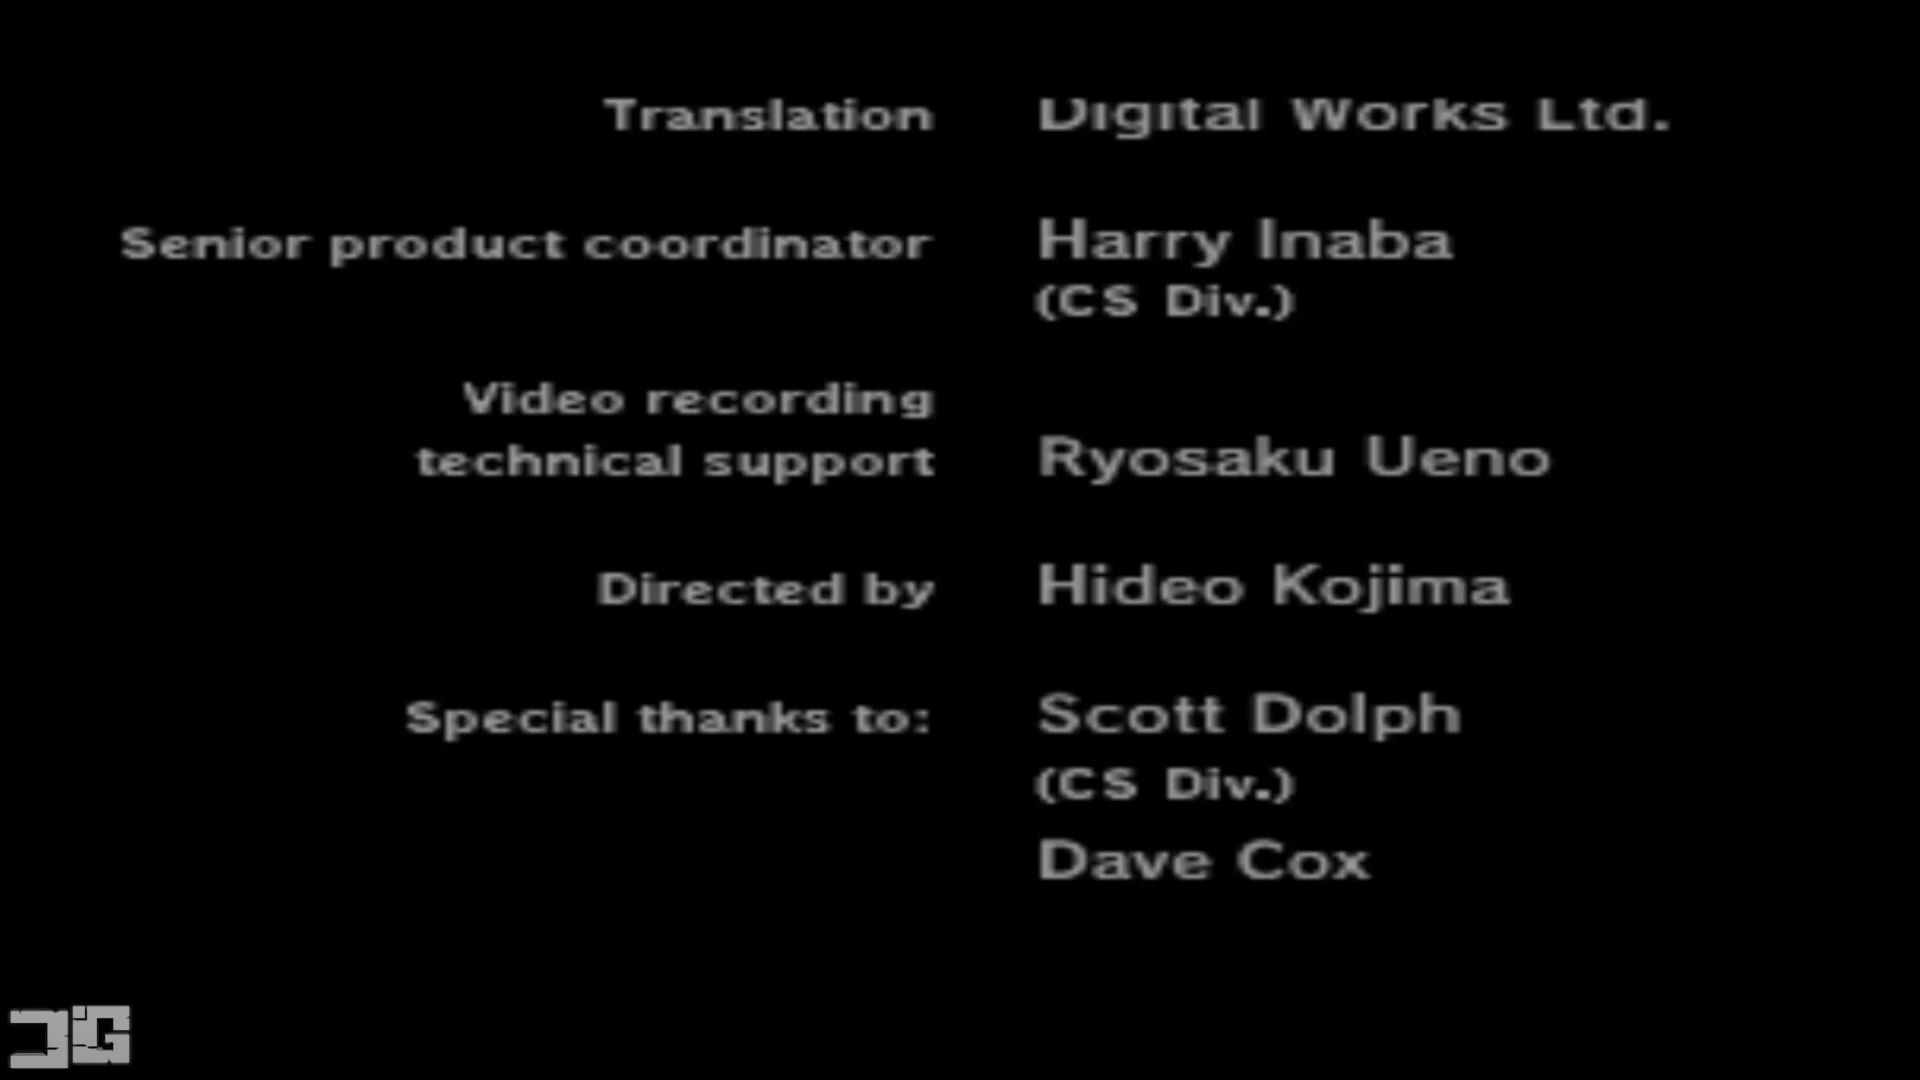 Translation Digital Works Ltd.
Senior product coordinator Harry Inaba
(CS Div.)
Video recording
technical support Ryosaku Ueno
Directed by Hideo Kojima
Special thanks to: Scott Dolph
(CS Div.)
Dave Cox